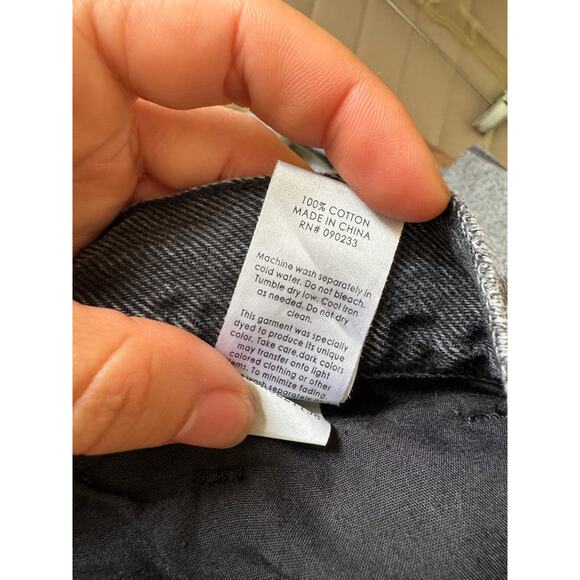 100% COTTON
MADE IN CHINA
RN# 090233
Machine wash separately in
cold water. Do not bleach.
Tumble dry low. Cool Iron
as needed. Do not dry
clean.
This garment was specially
dyed to produce its unique
color. Take care.dark colors
may transfer onto light
colored clothing or other
items. To minimize fading,
wash separately